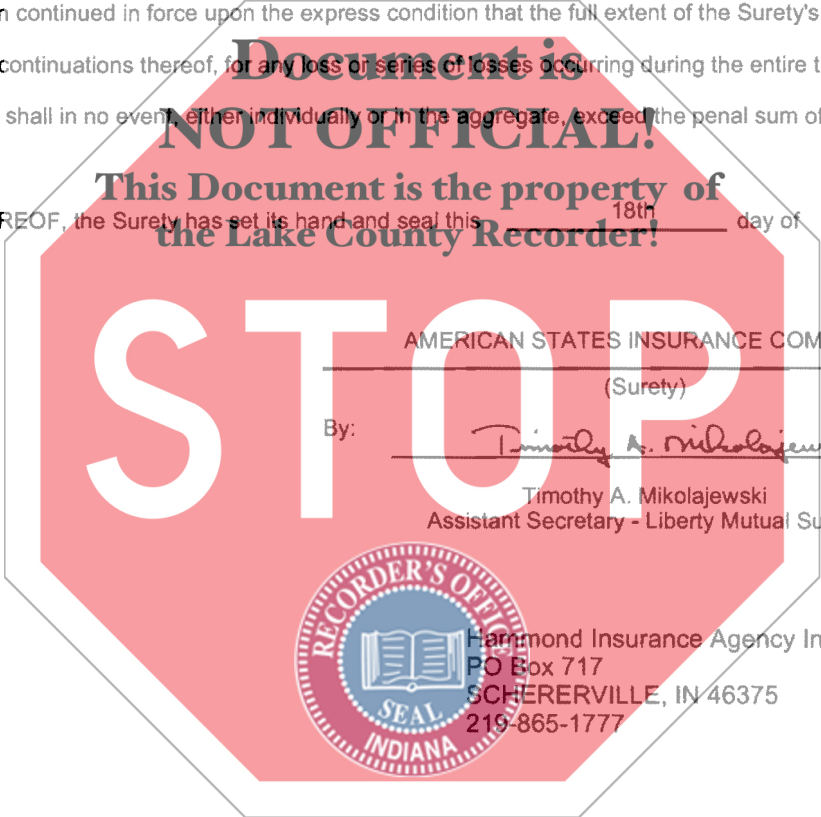 n continued in force upon the express condition that the full extent of the Surety's
Document is
continuations thereof, for any loss or series of losses occurring during the entire t
NOT OFFICIAL!
shall in no event, either individually or in the aggregate, exceed the penal sum of
This Document is the property of
REOF, the Surety has set its hand and seal this 18th day of
the Lake County Recorder!
STOP
AMERICAN STATES INSURANCE COM
(Surety)
By: Timothy A. Mikolajew
Timothy A. Mikolajewski
Assistant Secretary - Liberty Mutual Su
RECORDER'S OFFICE
SEAL
INDIANA
Hammond Insurance Agency In
PO Box 717
SCHERERVILLE, IN 46375
219-865-1777